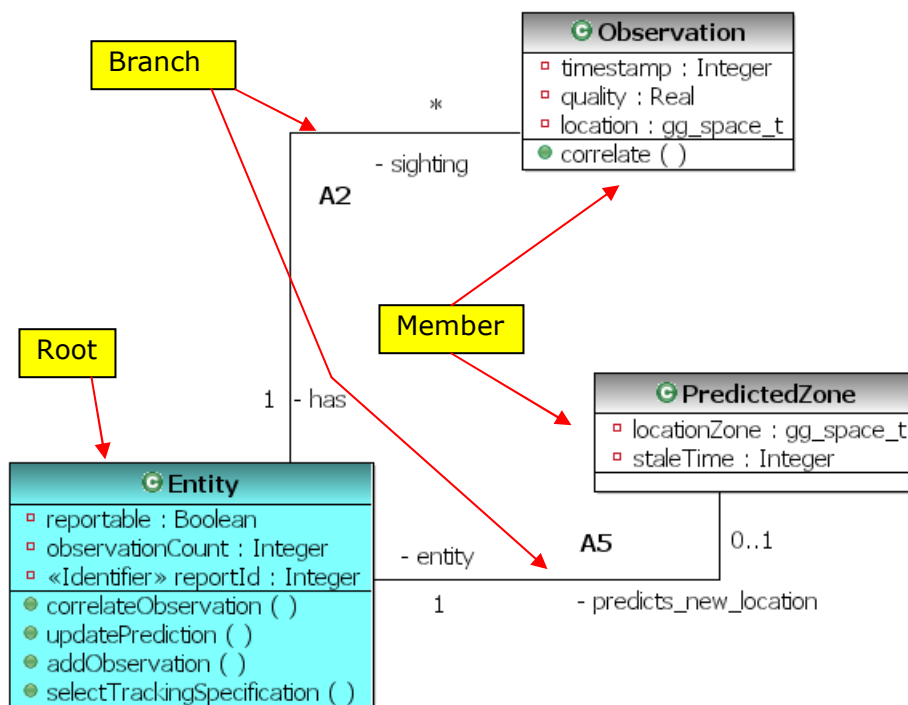 Observation
timestamp : Integer
quality : Real
location : gg_space_t
correlate ( )
Branch
*
- sighting
A2
Member
Root
1 - has
PredictedZone
locationZone : gg_space_t
staleTime : Integer
Entity
reportable : Boolean
observationCount : Integer
«Identifier» reportId : Integer
correlateObservation ( )
updatePrediction ( )
addObservation ( )
selectTrackingSpecification ( )
- entity
1
A5
0..1
- predicts_new_location